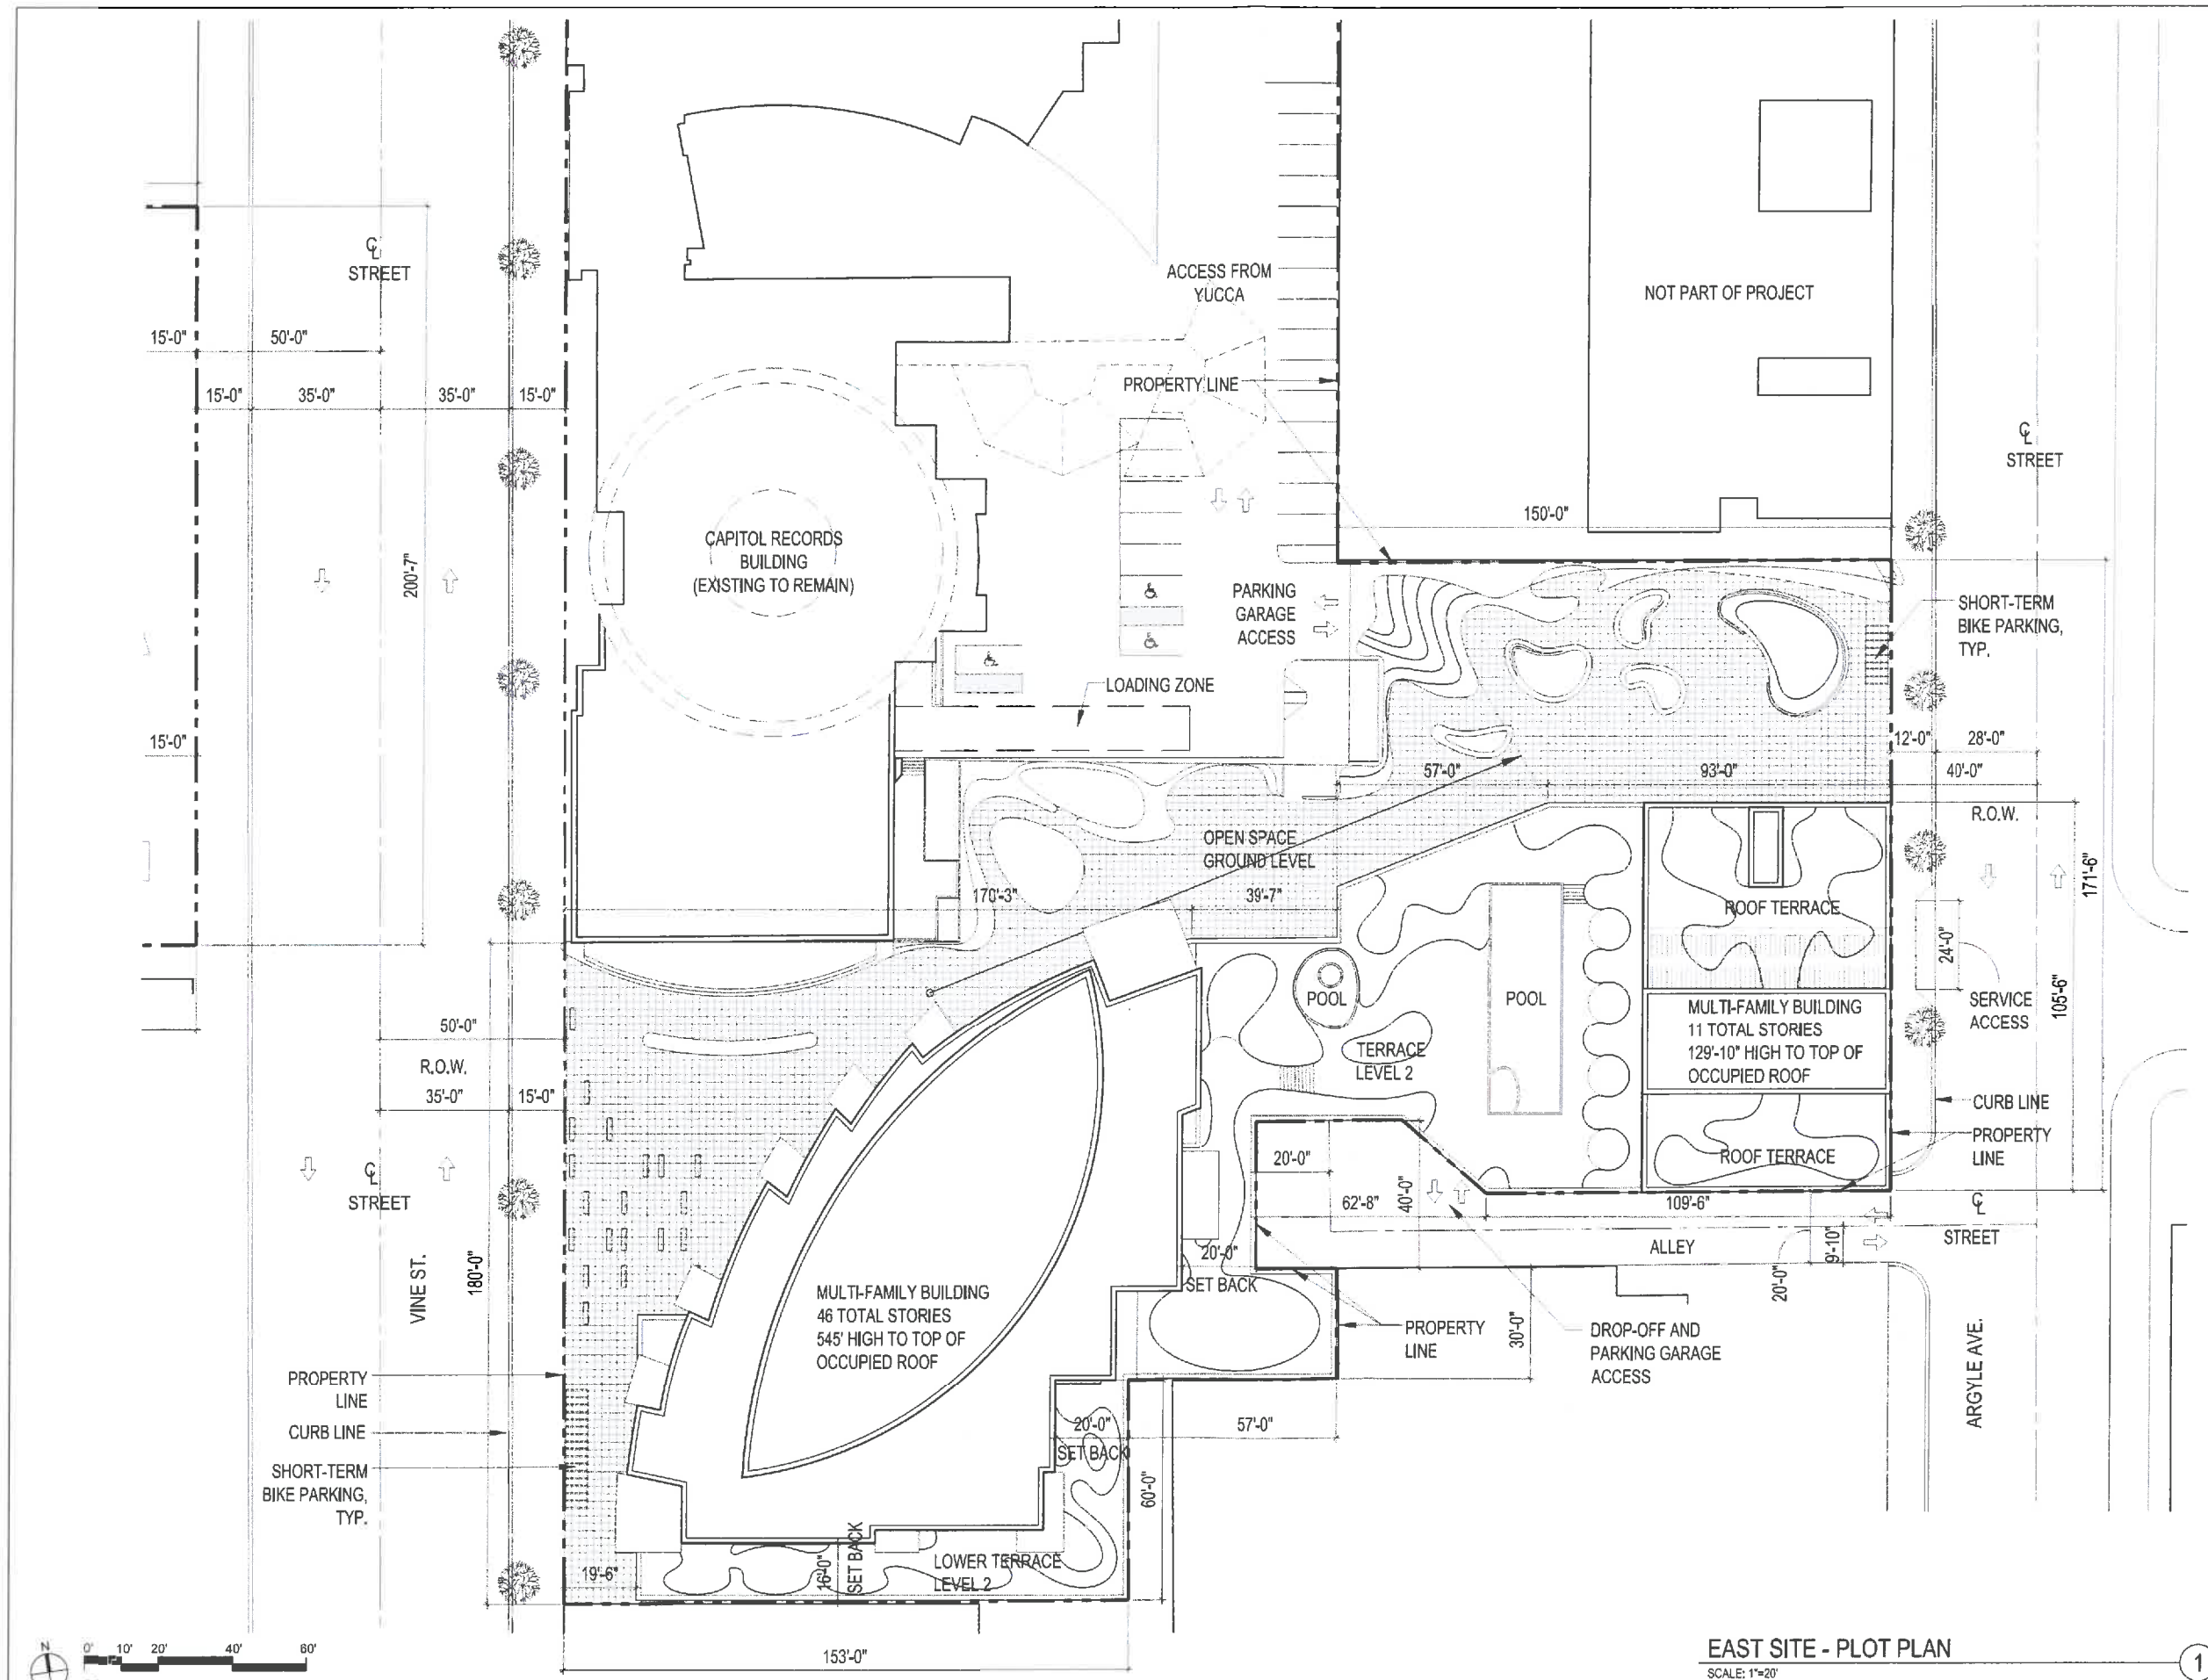 ℄
STREET
15'-0"
50'-0"
15'-0"
35'-0"
35'-0"
15'-0"
200'-7"
15'-0"
ACCESS FROM
YUCCA
PROPERTY LINE
NOT PART OF PROJECT
℄
STREET
150'-0"
CAPITOL RECORDS
BUILDING
(EXISTING TO REMAIN)
PARKING
GARAGE
ACCESS
LOADING ZONE
SHORT-TERM
BIKE PARKING,
TYP.
12'-0"
28'-0"
40'-0"
R.O.W.
57'-0"
93'-0"
OPEN SPACE
GROUND LEVEL
170'-3"
39'-7"
171'-6"
ROOF TERRACE
24'-0"
SERVICE
ACCESS
105'-6"
POOL
POOL
TERRACE
LEVEL 2
MULTI-FAMILY BUILDING
11 TOTAL STORIES
129'-10" HIGH TO TOP OF
OCCUPIED ROOF
CURB LINE
PROPERTY
LINE
ROOF TERRACE
50'-0"
R.O.W.
35'-0"
15'-0"
℄
STREET
VINE ST.
180'-0"
20'-0"
62'-8"
40'-0"
109'-6"
℄
STREET
ALLEY
9'-10"
20'-0"
20'-0"
SET BACK
MULTI-FAMILY BUILDING
46 TOTAL STORIES
545' HIGH TO TOP OF
OCCUPIED ROOF
PROPERTY
LINE
30'-0"
DROP-OFF AND
PARKING GARAGE
ACCESS
ARGYLE AVE.
PROPERTY
LINE
CURB LINE
SHORT-TERM
BIKE PARKING,
TYP.
20'-0"
SET BACK
57'-0"
60'-0"
19'-6"
16'-0"
SET BACK
LOWER TERRACE
LEVEL 2
153'-0"
N
0'
10'
20'
40'
60'
EAST SITE - PLOT PLAN
SCALE: 1"=20'
1